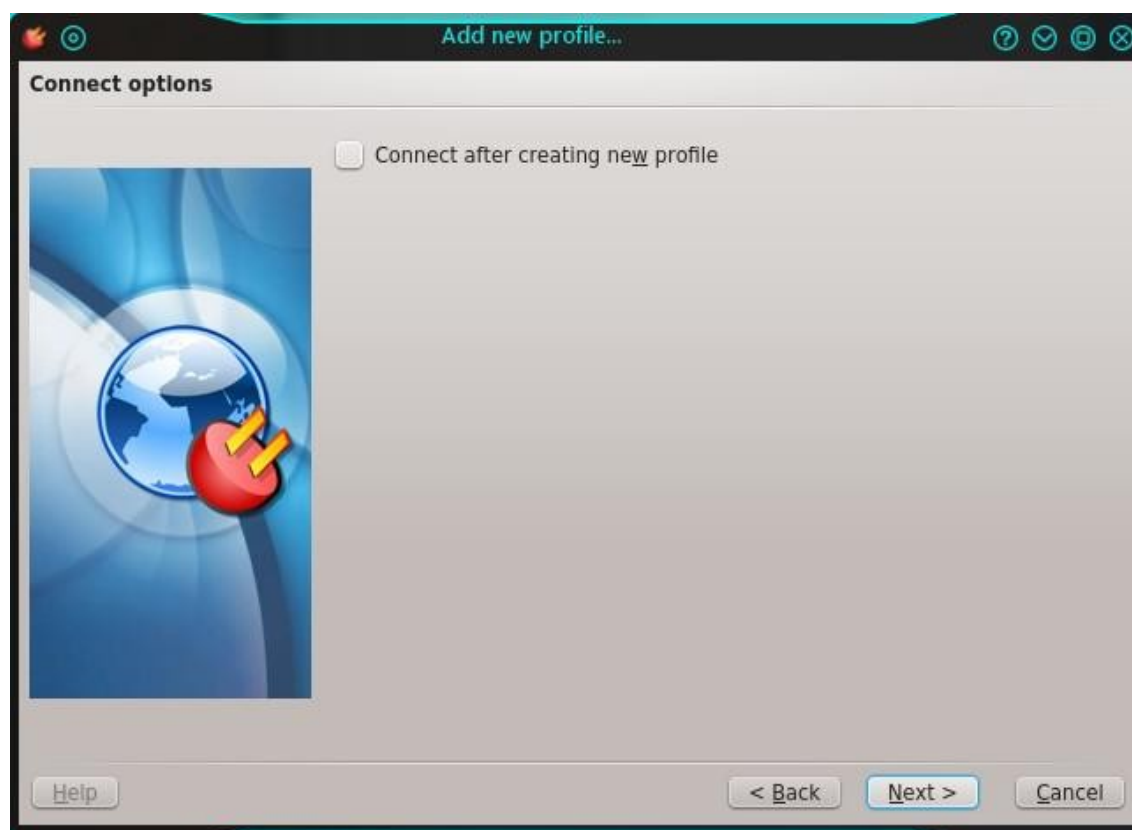 Add new profile...
Connect options
Connect after creating new profile
Help
< Back
Next >
Cancel